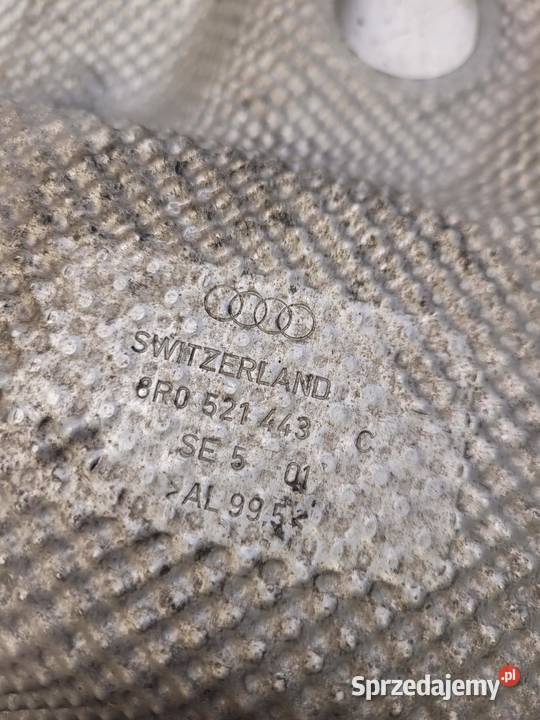 SWITZERLAND
8R0 521 443 C
SE 5 01
>AL 99.5<
Sprzedajemy.pl